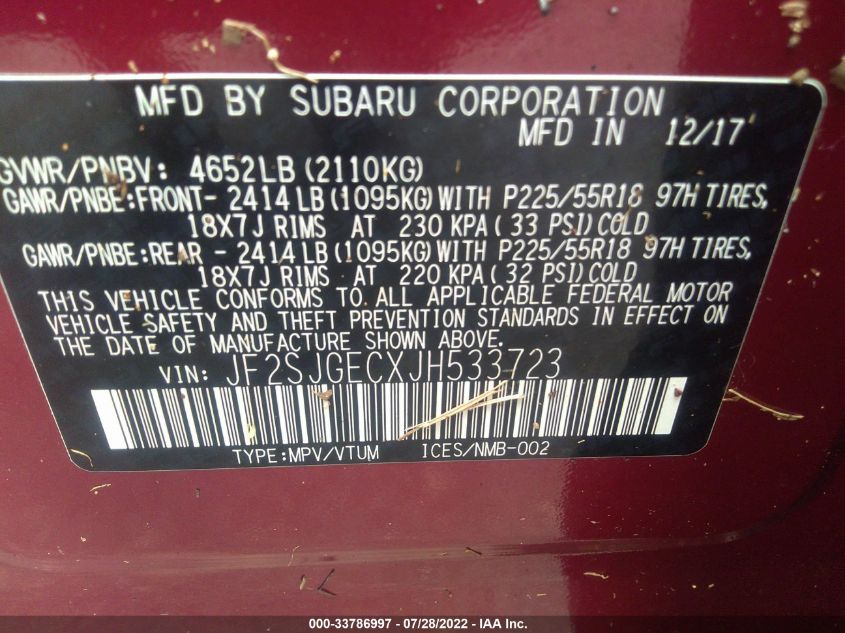 MFD BY SUBARU CORPORATION
MFD IN 12/17
GVWR/PNBV: 4652LB (2110KG)
GAWR/PNBE:FRONT- 2414 LB (1095KG) WITH P225/55R18 97H TIRES,
18X7J RIMS AT 230 KPA ( 33 PSI) COLD
GAWR/PNBE:REAR - 2414 LB (1095KG) WITH P225/55R18 97H TIRES,
18X7J RIMS AT 220 KPA ( 32 PSI) COLD
THIS VEHICLE CONFORMS TO ALL APPLICABLE FEDERAL MOTOR
VEHICLE SAFETY AND THEFT PREVENTION STANDARDS IN EFFECT ON
THE DATE OF MANUFACTURE SHOWN ABOVE.
VIN: JF2SJGECXJH533723
TYPE:MPV/VTUM ICES/NMB-002
000-33786997 / 07/28/2022 - IAA Inc.